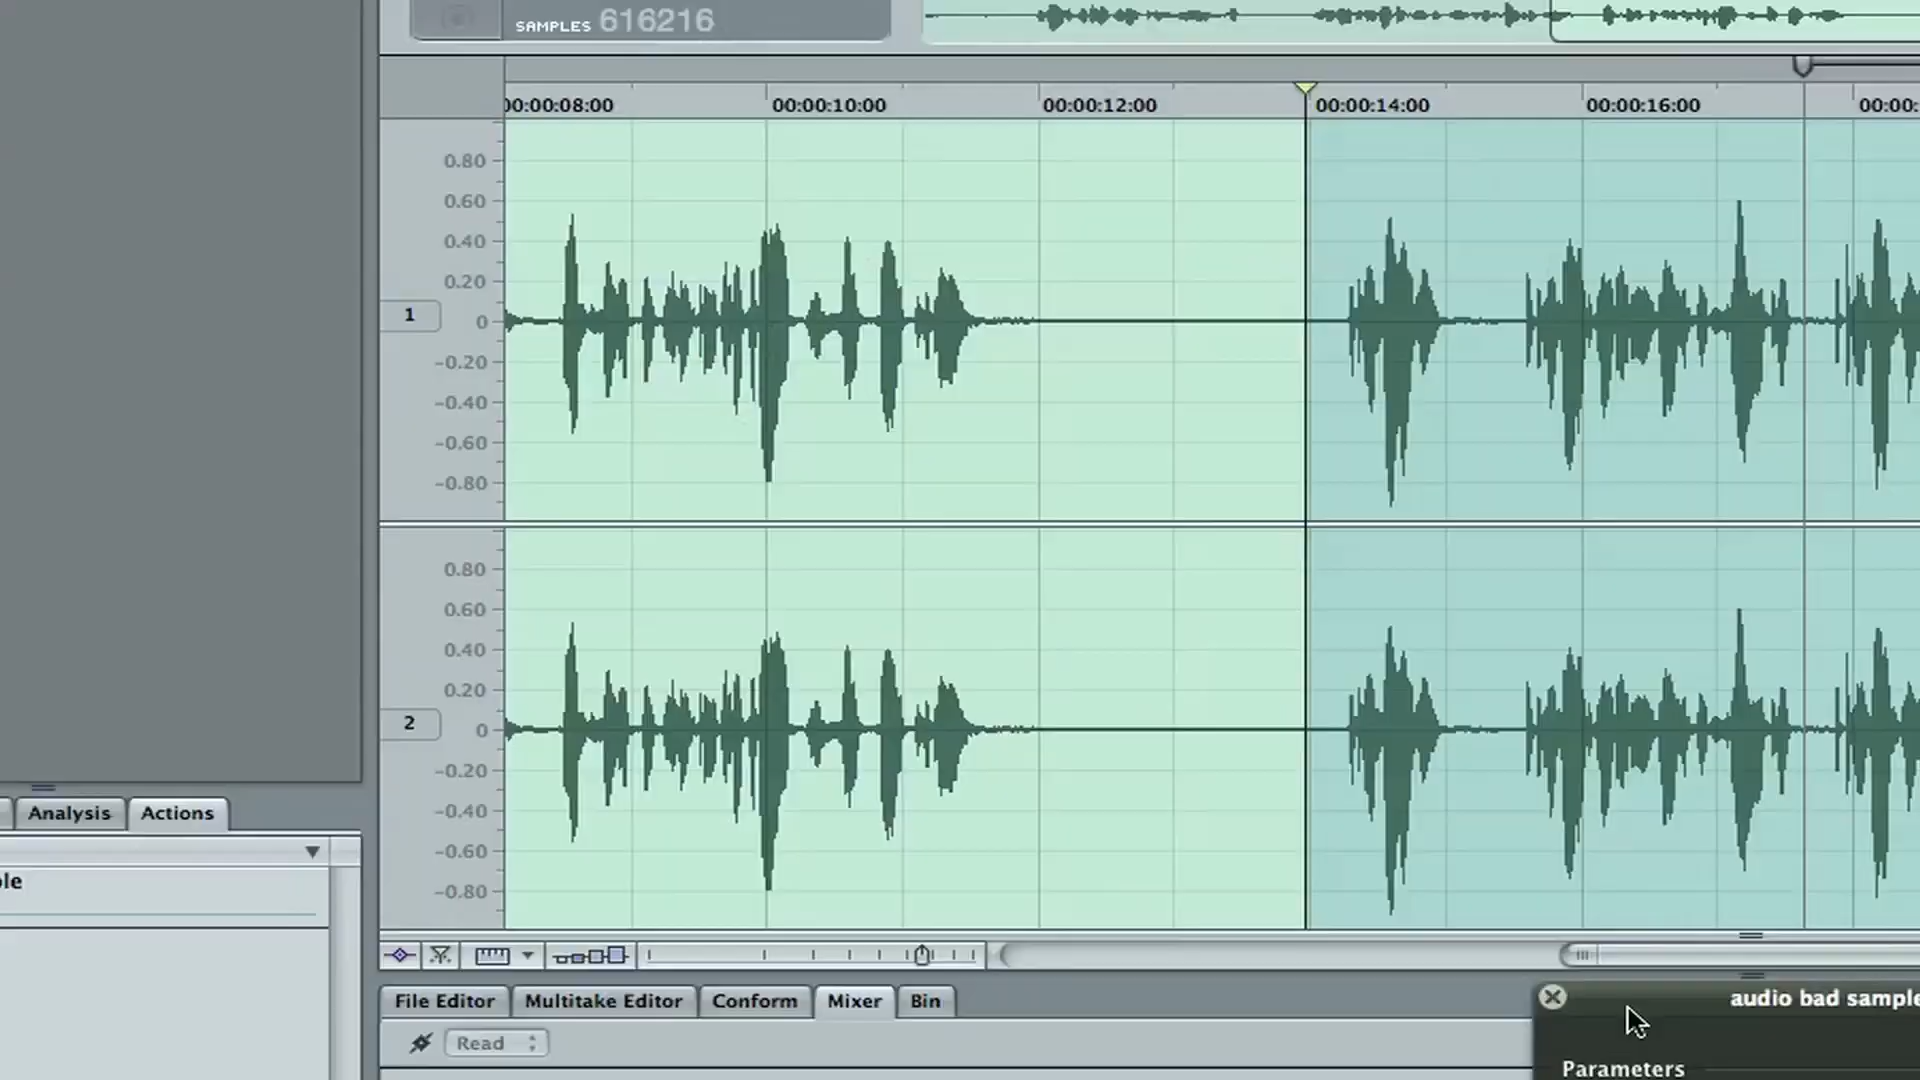 SAMPLES 616216
00:00:08:00 00:00:10:00 00:00:12:00 00:00:14:00 00:00:16:00 00:00:
0.80
0.60
0.40
0.20
1 0
-0.20
-0.40
-0.60
-0.80
0.80
0.60
0.40
0.20
2 0
-0.20
-0.40
-0.60
-0.80
Analysis Actions
ple
File Editor Multitake Editor Conform Mixer Bin
Read
audio bad sample
Parameters